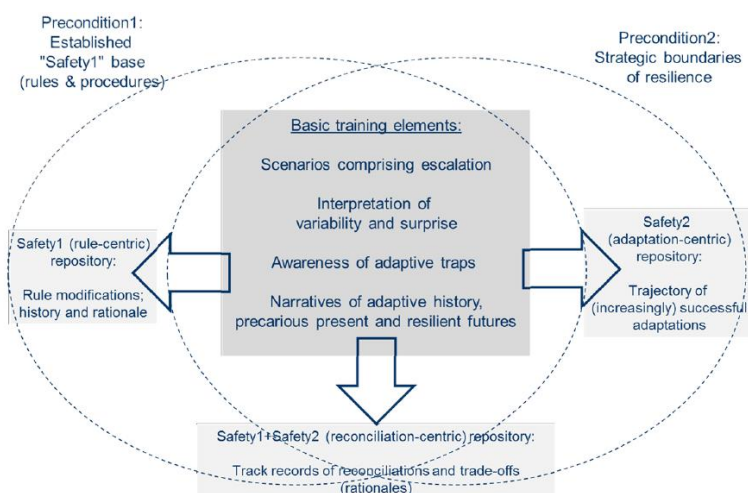 Precondition1:
Established
"Safety1" base
(rules & procedures)
Precondition2:
Strategic boundaries
of resilience
Basic training elements:
Scenarios comprising escalation
Interpretation of
variability and surprise
Awareness of adaptive traps
Narratives of adaptive history,
precarious present and resilient futures
Safety1 (rule-centric)
repository:
Rule modifications;
history and rationale
Safety2
(adaptation-centric)
repository:
Trajectory of
(increasingly) successful
adaptations
Safety1+Safety2 (reconciliation-centric) repository:
Track records of reconciliations and trade-offs
(rationales)